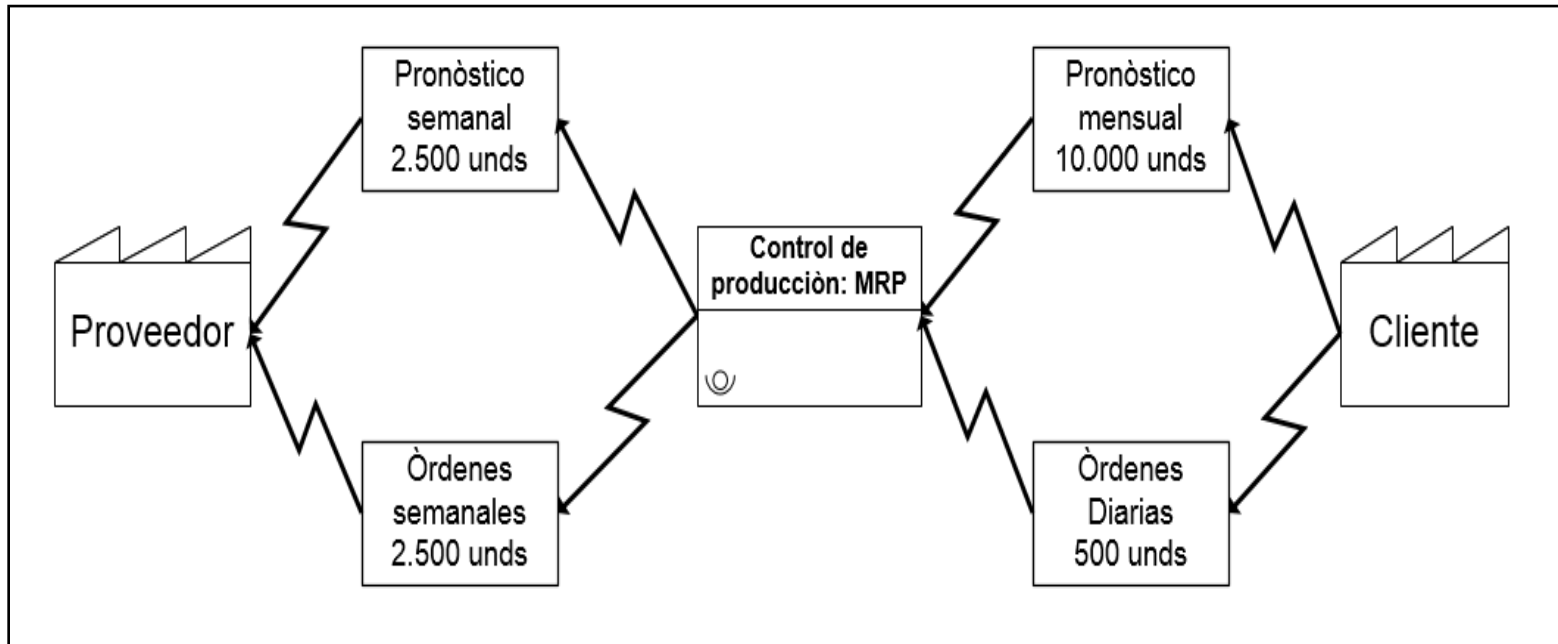 Pronòstico
semanal
2.500 unds
Pronòstico
mensual
10.000 unds
Proveedor
Control de
producciòn: MRP
Cliente
Òrdenes
semanales
2.500 unds
Òrdenes
Diarias
500 unds